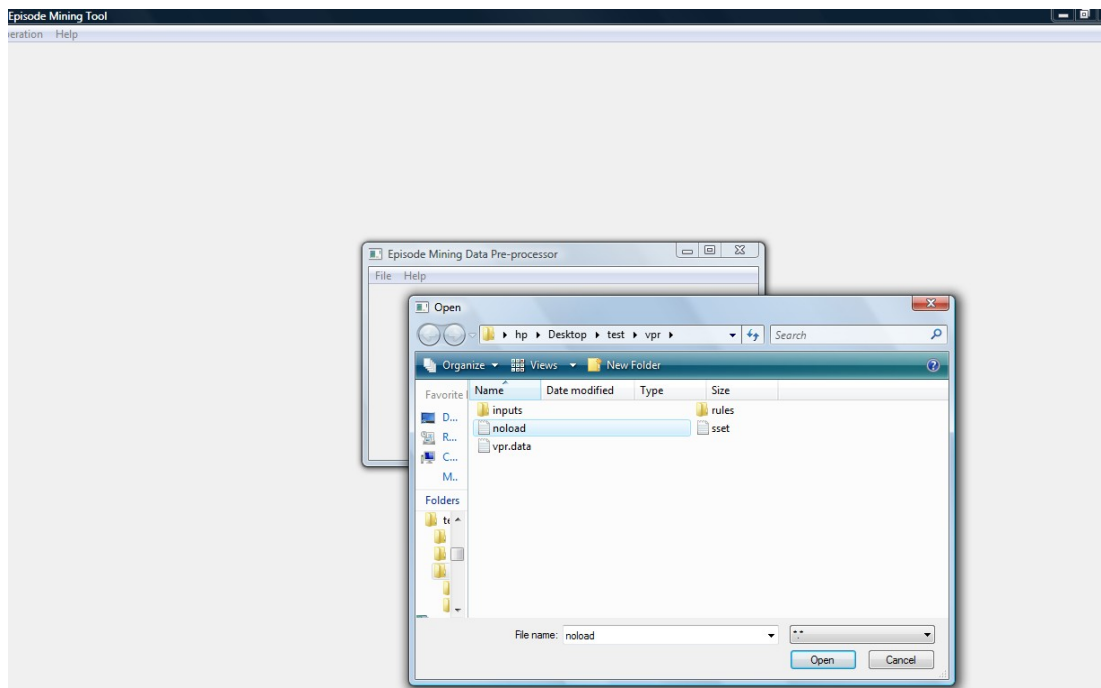 Episode Mining Tool
eration Help
Episode Mining Data Pre-processor
File Help
Open
hp Desktop test vpr
Search
Organize Views New Folder
Favorite Name Date modified Type Size
inputs rules
D... noload sset
R... vpr.data
C...
M..
Folders
te
File name: noload *.*
Open Cancel